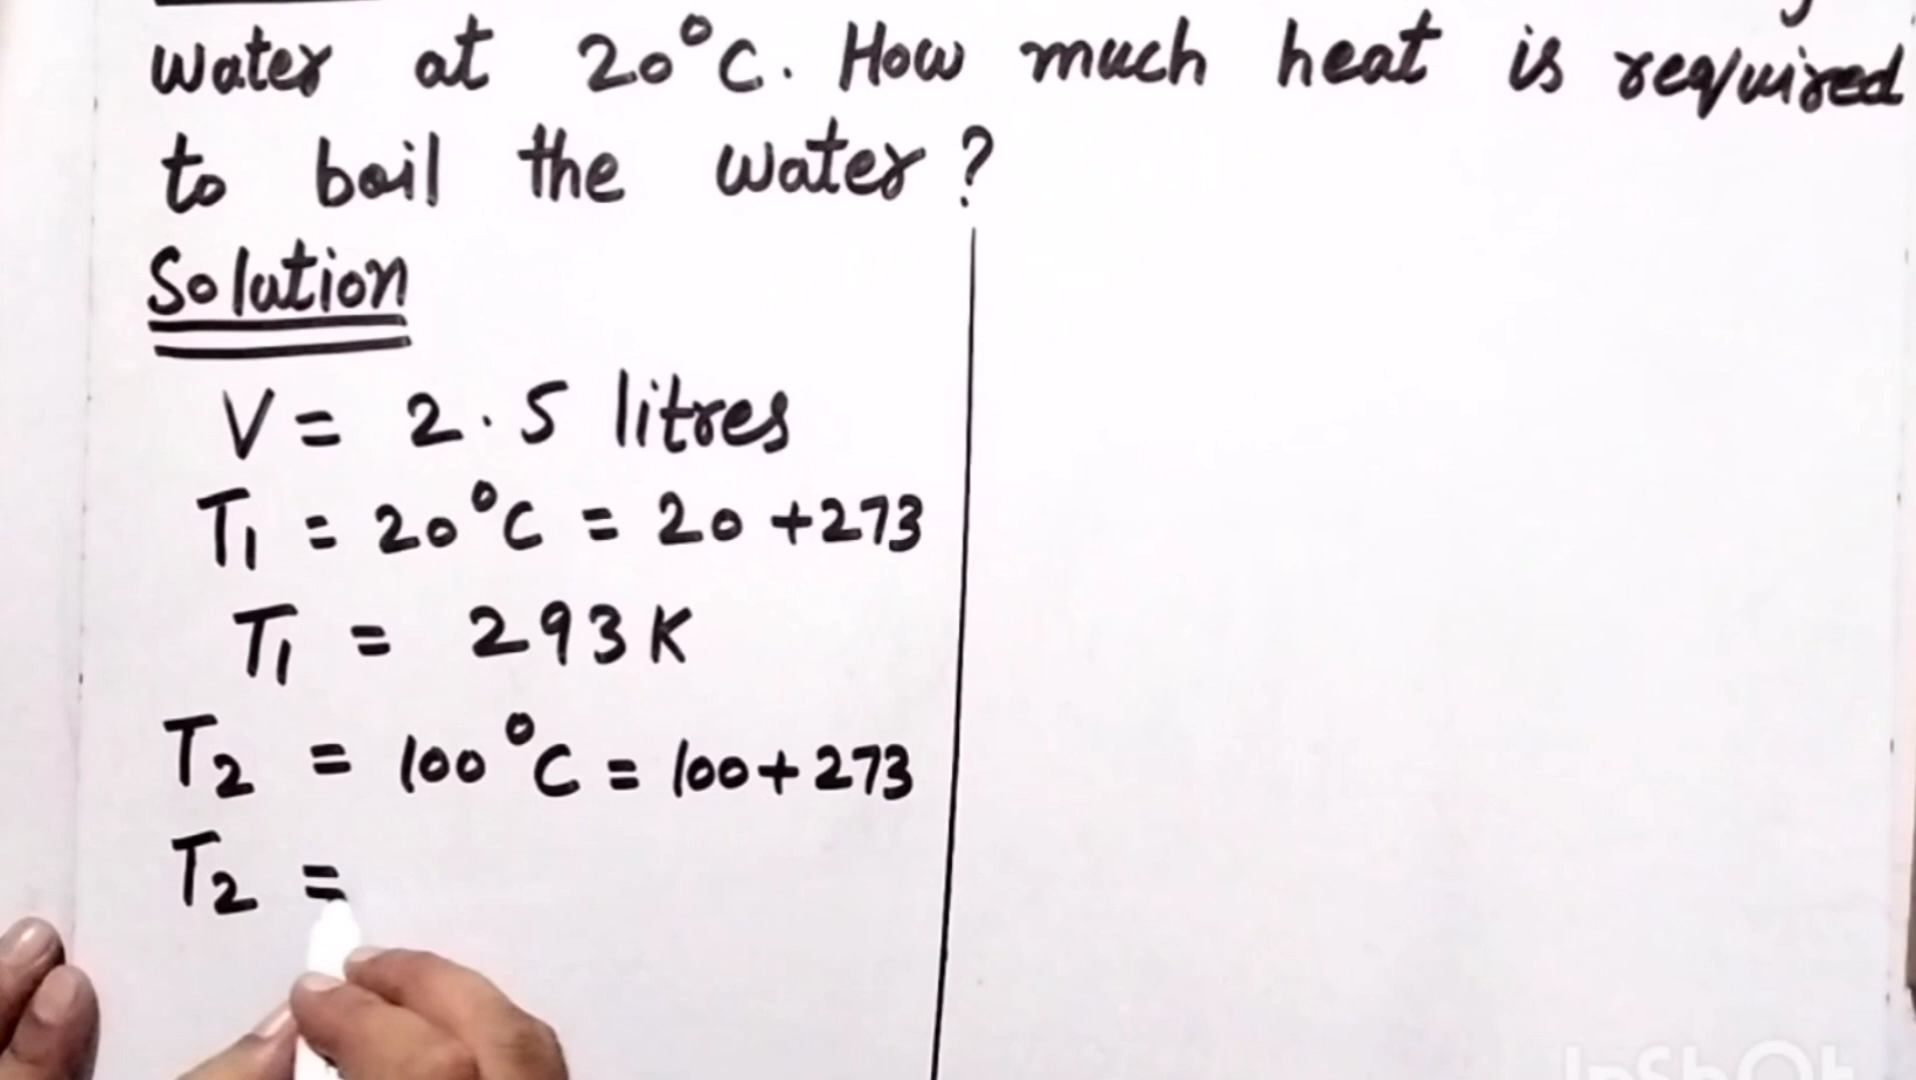 water at 20°C. How much heat is required
to boil the water?
Solution
V = 2.5 litres
T₁ = 20°C = 20 + 273
T₁ = 293 K
T₂ = 100°C = 100 + 273
T₂ =
InShOt